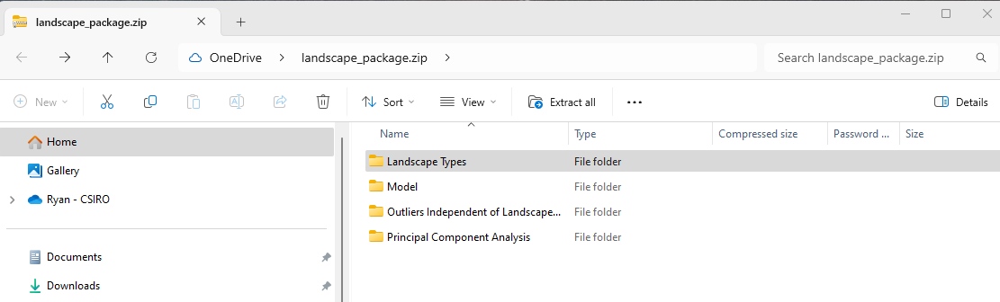 landscape_package.zip
OneDrive landscape_package.zip Search landscape_package.zip
New Sort View Extract all ... Details
Home
Gallery
Ryan - CSIRO
Documents
Downloads
Name Type Compressed size Password ... Size
Landscape Types File folder
Model File folder
Outliers Independent of Landscape... File folder
Principal Component Analysis File folder